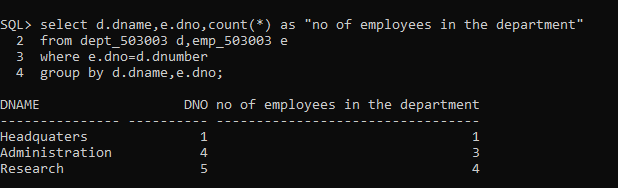 SQL> select d.dname,e.dno,count(*) as "no of employees in the department"
  2  from dept_503003 d,emp_503003 e
  3  where e.dno=d.dnumber
  4  group by d.dname,e.dno;
DNAME                  DNO no of employees in the department
--------------- ---------- ---------------------------------
Headquaters              1                                 1
Administration           4                                 3
Research                 5                                 4